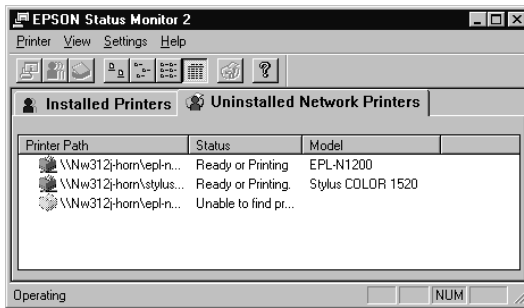 EPSON Status Monitor 2
Printer View Settings Help
Installed Printers Uninstalled Network Printers
Printer Path Status Model
\\Nw312j-horn\epl-n... Ready or Printing EPL-N1200
\\Nw312j-horn\stylus... Ready or Printing. Stylus COLOR 1520
\\Nw312j-horn\epl-n... Unable to find pr...
Operating NUM